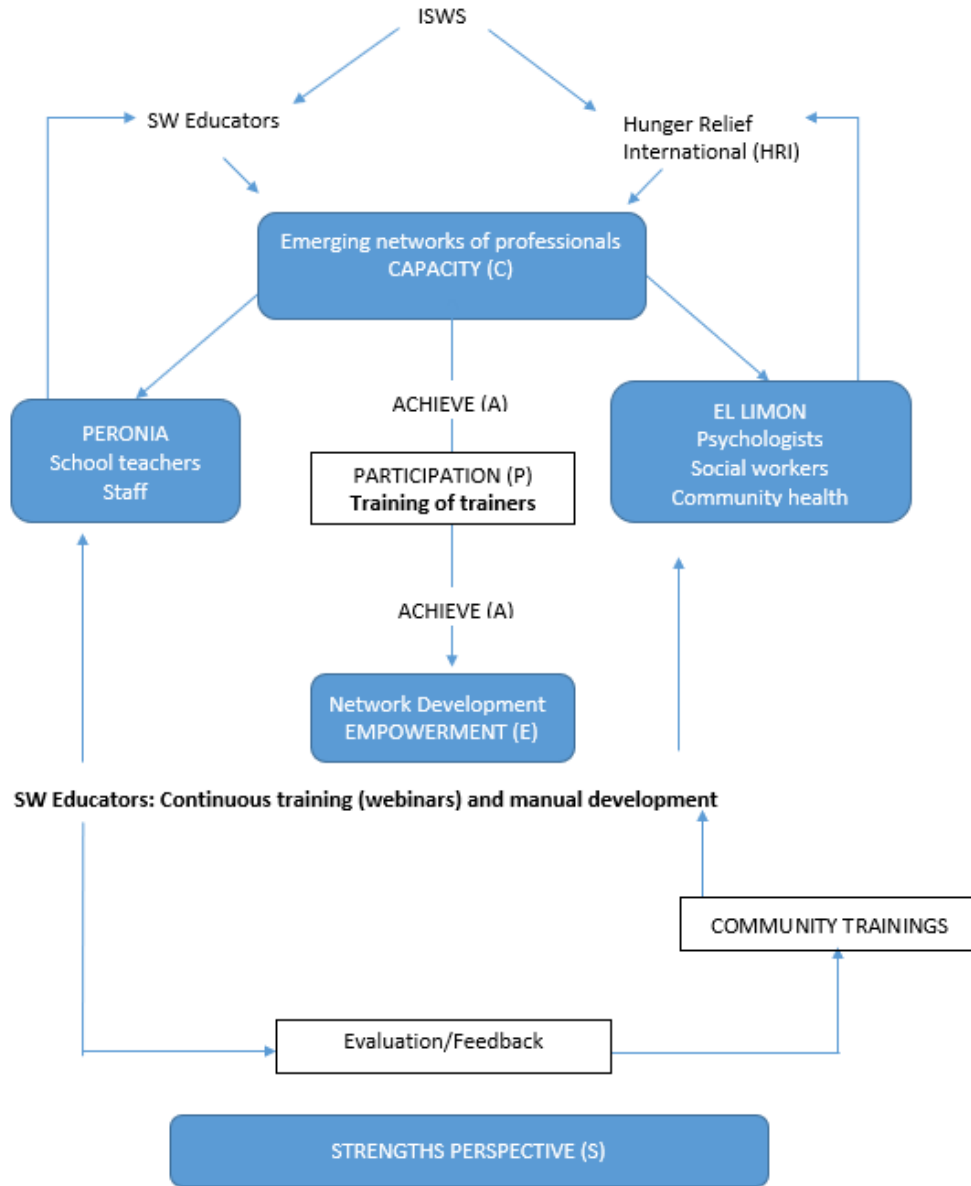 ISWS
SW Educators
Hunger Relief
International (HRI)
Emerging networks of professionals
CAPACITY (C)
ACHIEVE (A)
PERONIA
School teachers
Staff
EL LIMON
Psychologists
Social workers
Community health
PARTICIPATION (P)
Training of trainers
ACHIEVE (A)
Network Development
EMPOWERMENT (E)
SW Educators: Continuous training (webinars) and manual development
COMMUNITY TRAININGS
Evaluation/Feedback
STRENGTHS PERSPECTIVE (S)